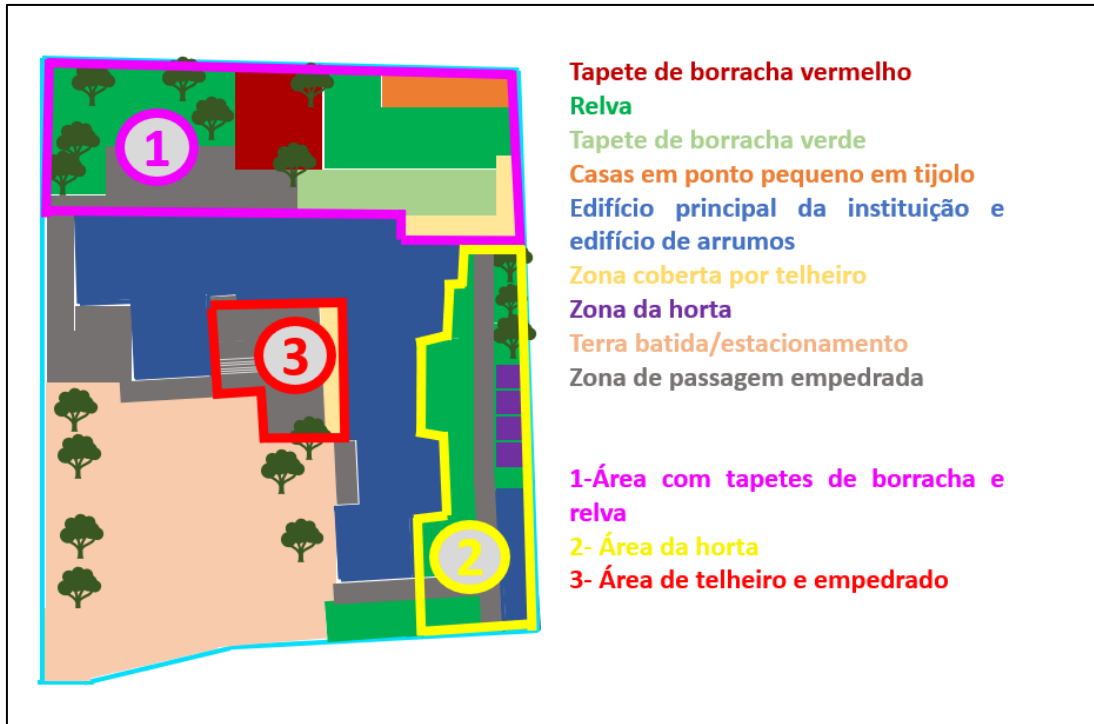 Tapete de borracha vermelho
Relva
Tapete de borracha verde
Casas em ponto pequeno em tijolo
Edifício principal da instituição e
edifício de arrumos
Zona coberta por telheiro
Zona da horta
Terra batida/estacionamento
Zona de passagem empedrada
1-Área com tapetes de borracha e
relva
2- Área da horta
3- Área de telheiro e empedrado
1
3
2